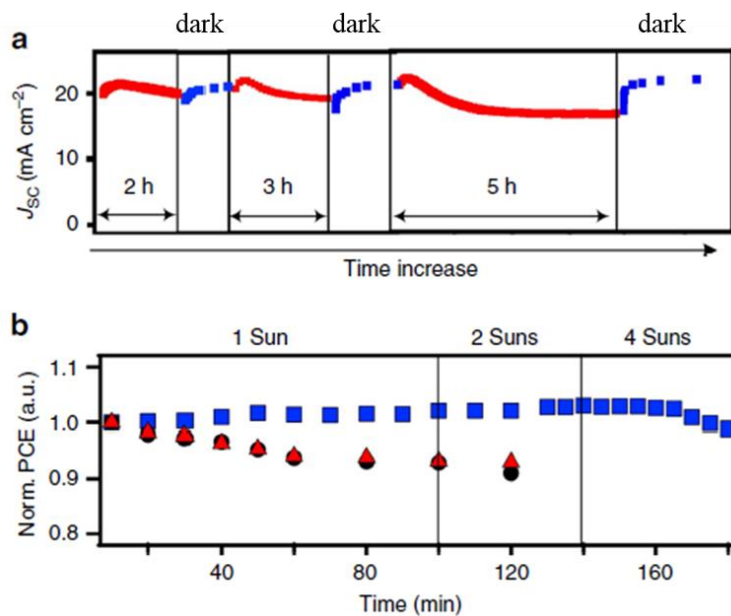 dark dark dark
a
20
10
0
J_SC (mA cm⁻²)
2 h 3 h 5 h
Time increase
b
1 Sun 2 Suns 4 Suns
1.1
1.0
0.9
0.8
Norm. PCE (a.u.)
40 80 120 160
Time (min)